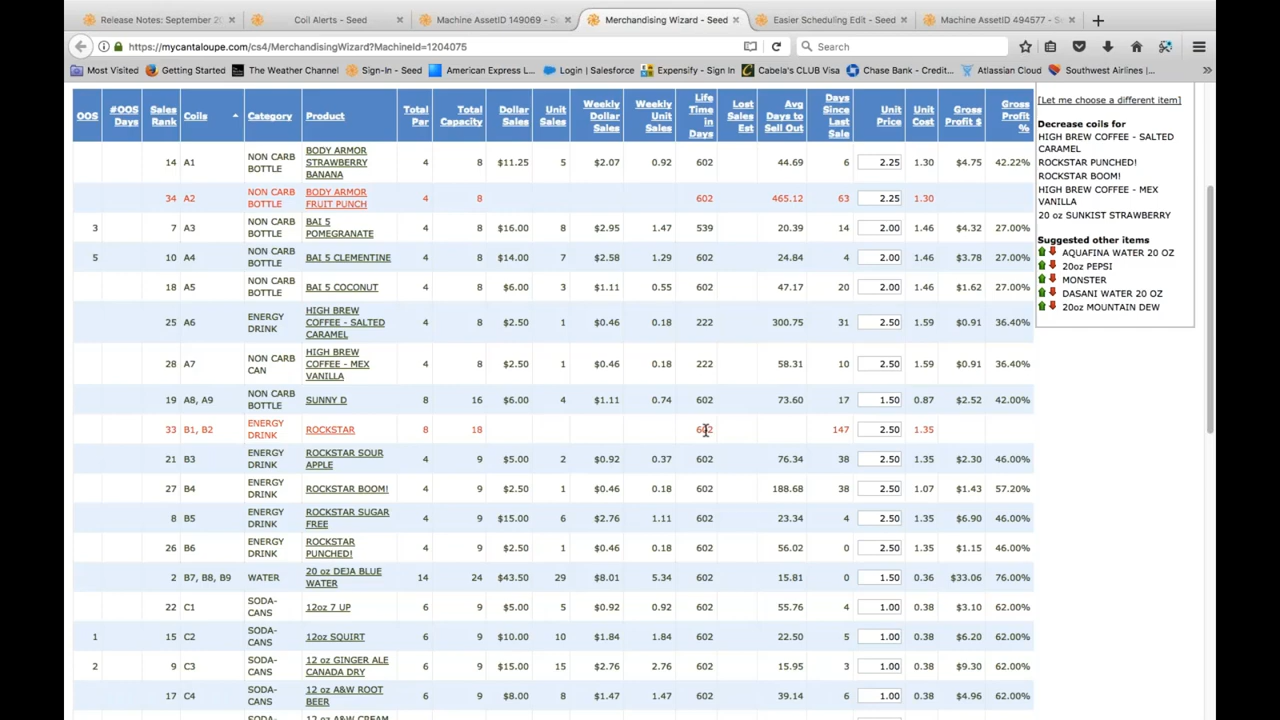 Release Notes: September 2
Coil Alerts - Seed
Machine AssetID 149069 - S
Merchandising Wizard - Seed
Easier Scheduling Edit - Seed
Machine AssetID 494577 - S
https://mycantaloupe.com/cs4/MerchandisingWizard?MachineId=1204075
Search
Most Visited Getting Started The Weather Channel Sign-In - Seed American Express L... Login | Salesforce Expensify - Sign In Cabela's CLUB Visa Chase Bank - Credit... Atlassian Cloud Southwest Airlines |...
OOS #OOS Days Sales Rank Coils Category Product Total Par Total Capacity Dollar Sales Unit Sales Weekly Dollar Sales Weekly Unit Sales Life Time in Days Lost Sales Est Avg Days to Sell Out Days Since Last Sale Unit Price Unit Cost Gross Profit $ Gross Profit %
14 A1 NON CARB BOTTLE BODY ARMOR STRAWBERRY BANANA 4 8 $11.25 5 $2.07 0.92 602 44.69 6 2.25 1.30 $4.75 42.22%
34 A2 NON CARB BOTTLE BODY ARMOR FRUIT PUNCH 4 8 602 465.12 63 2.25 1.30
3 7 A3 NON CARB BOTTLE BAI 5 POMEGRANATE 4 8 $16.00 8 $2.95 1.47 539 20.39 14 2.00 1.46 $4.32 27.00%
5 10 A4 NON CARB BOTTLE BAI 5 CLEMENTINE 4 8 $14.00 7 $2.58 1.29 602 24.84 4 2.00 1.46 $3.78 27.00%
18 A5 NON CARB BOTTLE BAI 5 COCONUT 4 8 $6.00 3 $1.11 0.55 602 47.17 20 2.00 1.46 $1.62 27.00%
25 A6 ENERGY DRINK HIGH BREW COFFEE - SALTED CARAMEL 4 8 $2.50 1 $0.46 0.18 222 300.75 31 2.50 1.59 $0.91 36.40%
28 A7 NON CARB CAN HIGH BREW COFFEE - MEX VANILLA 4 8 $2.50 1 $0.46 0.18 222 58.31 10 2.50 1.59 $0.91 36.40%
19 A8, A9 NON CARB BOTTLE SUNNY D 8 16 $6.00 4 $1.11 0.74 602 73.60 17 1.50 0.87 $2.52 42.00%
33 B1, B2 ENERGY DRINK ROCKSTAR 8 18 602 147 2.50 1.35
21 B3 ENERGY DRINK ROCKSTAR SOUR APPLE 4 9 $5.00 2 $0.92 0.37 602 76.34 38 2.50 1.35 $2.30 46.00%
27 B4 ENERGY DRINK ROCKSTAR BOOM! 4 9 $2.50 1 $0.46 0.18 602 188.68 38 2.50 1.07 $1.43 57.20%
8 B5 ENERGY DRINK ROCKSTAR SUGAR FREE 4 9 $15.00 6 $2.76 1.11 602 23.34 4 2.50 1.35 $6.90 46.00%
26 B6 ENERGY DRINK ROCKSTAR PUNCHED! 4 9 $2.50 1 $0.46 0.18 602 56.02 0 2.50 1.35 $1.15 46.00%
2 B7, B8, B9 WATER 20 oz DEJA BLUE WATER 14 24 $43.50 29 $8.01 5.34 602 15.81 0 1.50 0.36 $33.06 76.00%
22 C1 SODA-CANS 12oz 7 UP 6 9 $5.00 5 $0.92 0.92 602 55.76 4 1.00 0.38 $3.10 62.00%
1 15 C2 SODA-CANS 12oz SQUIRT 6 9 $10.00 10 $1.84 1.84 602 22.50 5 1.00 0.38 $6.20 62.00%
2 9 C3 SODA-CANS 12 oz GINGER ALE CANADA DRY 6 9 $15.00 15 $2.76 2.76 602 15.95 3 1.00 0.38 $9.30 62.00%
17 C4 SODA-CANS 12 oz A&W ROOT BEER 6 9 $8.00 8 $1.47 1.47 602 39.14 6 1.00 0.38 $4.96 62.00%
SODA- 12 oz A&W CREAM
[Let me choose a different item]
Decrease coils for
HIGH BREW COFFEE - SALTED
CARAMEL
ROCKSTAR PUNCHED!
ROCKSTAR BOOM!
HIGH BREW COFFEE - MEX
VANILLA
20 oz SUNKIST STRAWBERRY
Suggested other items
AQUAFINA WATER 20 OZ
20oz PEPSI
MONSTER
DASANI WATER 20 OZ
20oz MOUNTAIN DEW